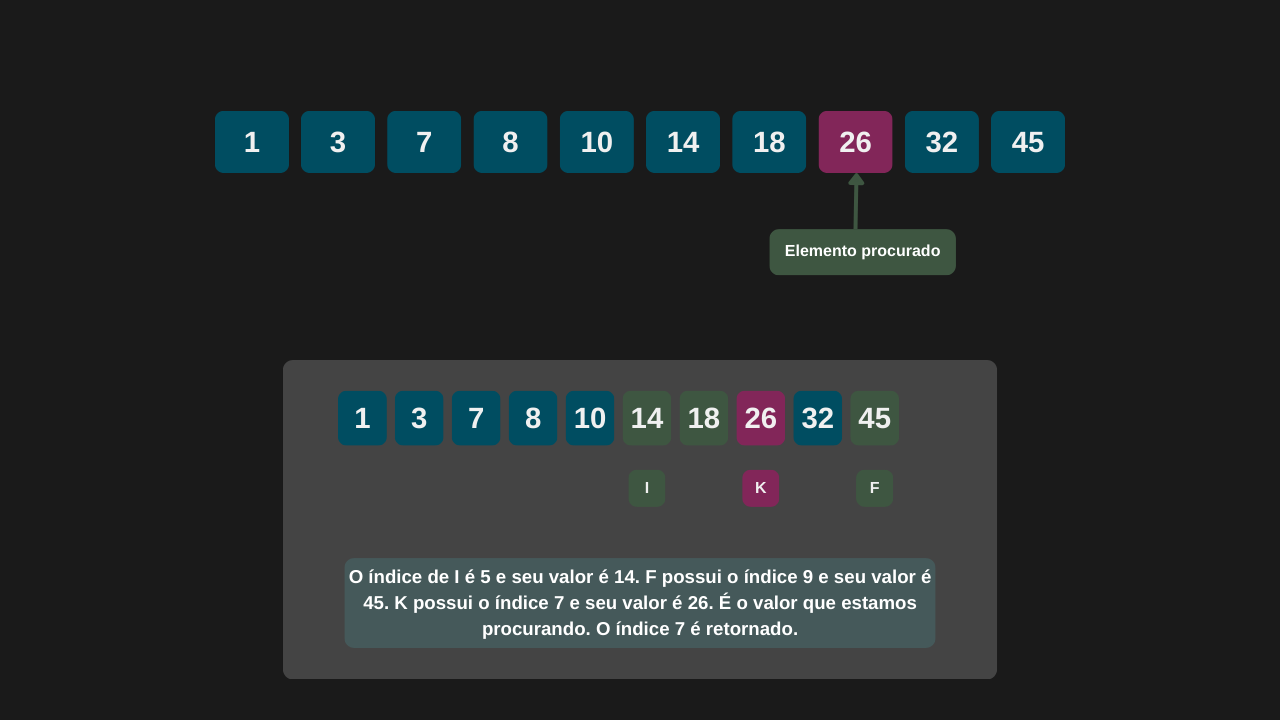 1 3 7 8 10 14 18 26 32 45
Elemento procurado
1 3 7 8 10 14 18 26 32 45
I K F
O índice de I é 5 e seu valor é 14. F possui o índice 9 e seu valor é
45. K possui o índice 7 e seu valor é 26. É o valor que estamos
procurando. O índice 7 é retornado.